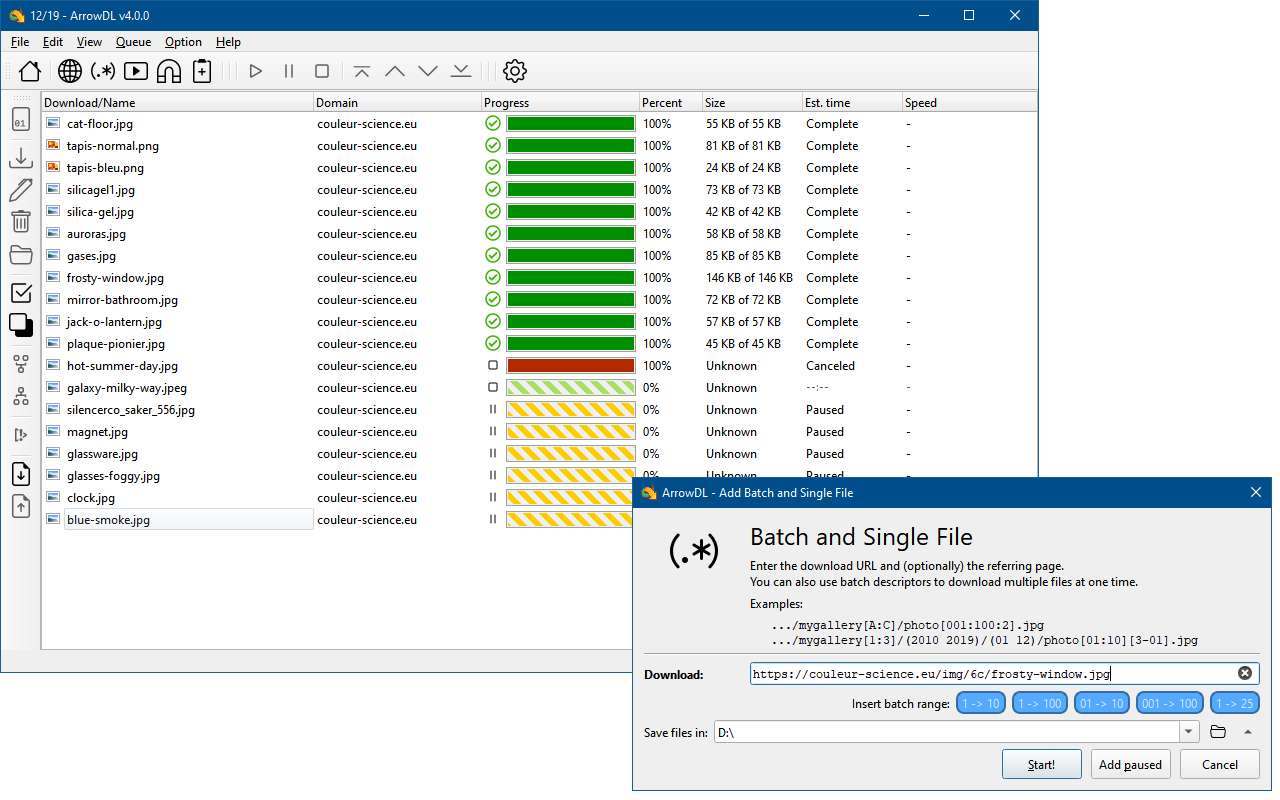 12/19 - ArrowDL v4.0.0
File Edit View Queue Option Help
(.*)
Download/Name Domain Progress Percent Size Est. time Speed
01
cat-floor.jpg couleur-science.eu 100% 55 KB of 55 KB Complete -
tapis-normal.png couleur-science.eu 100% 81 KB of 81 KB Complete -
tapis-bleu.png couleur-science.eu 100% 24 KB of 24 KB Complete -
silicagel1.jpg couleur-science.eu 100% 73 KB of 73 KB Complete -
silica-gel.jpg couleur-science.eu 100% 42 KB of 42 KB Complete -
auroras.jpg couleur-science.eu 100% 58 KB of 58 KB Complete -
gases.jpg couleur-science.eu 100% 85 KB of 85 KB Complete -
frosty-window.jpg couleur-science.eu 100% 146 KB of 146 KB Complete -
mirror-bathroom.jpg couleur-science.eu 100% 72 KB of 72 KB Complete -
jack-o-lantern.jpg couleur-science.eu 100% 57 KB of 57 KB Complete -
plaque-pionier.jpg couleur-science.eu 100% 45 KB of 45 KB Complete -
hot-summer-day.jpg couleur-science.eu 100% Unknown Canceled -
galaxy-milky-way.jpeg couleur-science.eu 0% Unknown --:-- -
silencerco_saker_556.jpg couleur-science.eu 0% Unknown Paused -
magnet.jpg couleur-science.eu 0% Unknown Paused -
glassware.jpg couleur-science.eu 0% Unknown Paused -
glasses-foggy.jpg couleur-science.eu 0% Unknown Paused -
clock.jpg couleur-science.eu
blue-smoke.jpg couleur-science.eu
ArrowDL - Add Batch and Single File
(.*)
Batch and Single File
Enter the download URL and (optionally) the referring page.
You can also use batch descriptors to download multiple files at one time.
Examples:
.../mygallery[A:C]/photo[001:100:2].jpg
.../mygallery[1:3]/(2010 2019)/(01 12)/photo[01:10][3-01].jpg
Download: https://couleur-science.eu/img/6c/frosty-window.jpg
Insert batch range: 1 -> 10 1 -> 100 01 -> 10 001 -> 100 1 -> 25
Save files in: D:\
Start! Add paused Cancel